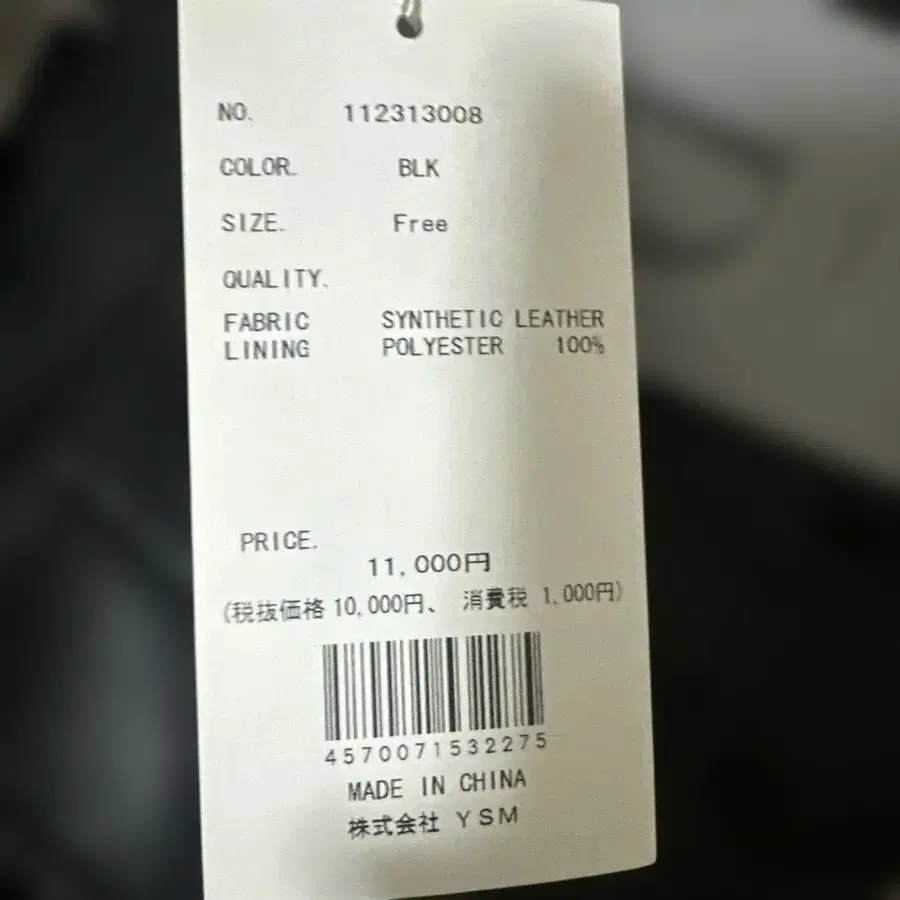 NO. 112313008
COLOR. BLK
SIZE. Free
QUALITY.
FABRIC SYNTHETIC LEATHER
LINING POLYESTER 100%
PRICE.
11,000円
(税抜価格 10,000円、 消費税 1,000円)
4570071532275
MADE IN CHINA
株式会社 YSM